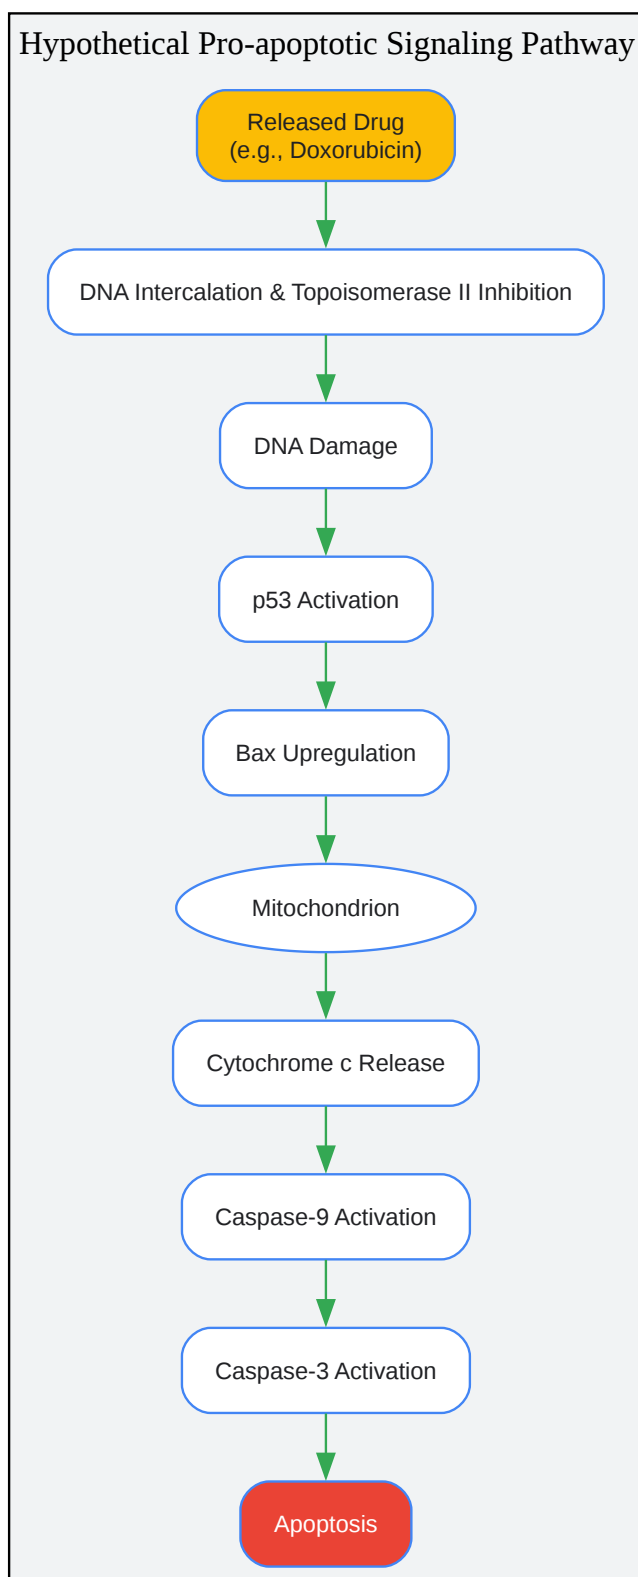 Hypothetical Pro-apoptotic Signaling Pathway
Released Drug
(e.g., Doxorubicin)
DNA Intercalation & Topoisomerase II Inhibition
DNA Damage
p53 Activation
Bax Upregulation
Mitochondrion
Cytochrome c Release
Caspase-9 Activation
Caspase-3 Activation
Apoptosis